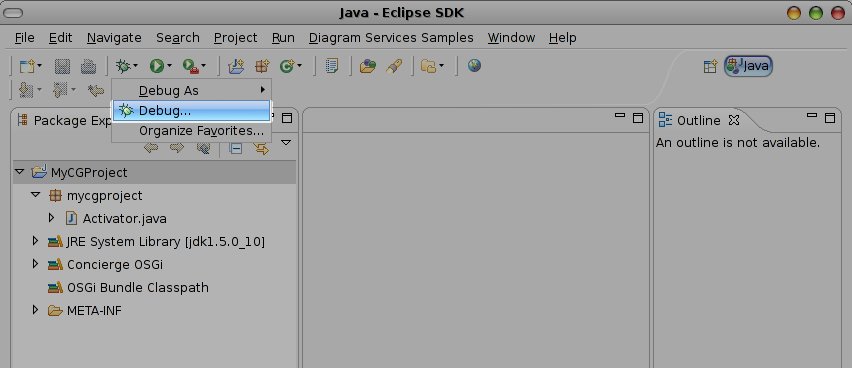 Java - Eclipse SDK
File Edit Navigate Search Project Run Diagram Services Samples Window Help
Java
Debug As
Debug...
Organize Favorites...
Package Exp
Outline
An outline is not available.
MyCGProject
mycgproject
Activator.java
JRE System Library [jdk1.5.0_10]
Concierge OSGi
OSGi Bundle Classpath
META-INF